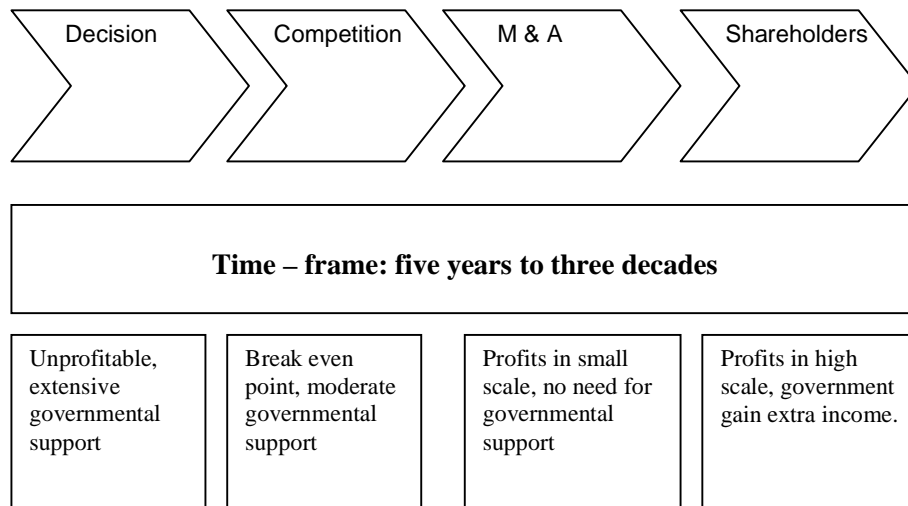 Decision
Competition
M & A
Shareholders
Time – frame: five years to three decades
Unprofitable,
extensive
governmental
support
Break even
point, moderate
governmental
support
Profits in small
scale, no need for
governmental
support
Profits in high
scale, government
gain extra income.